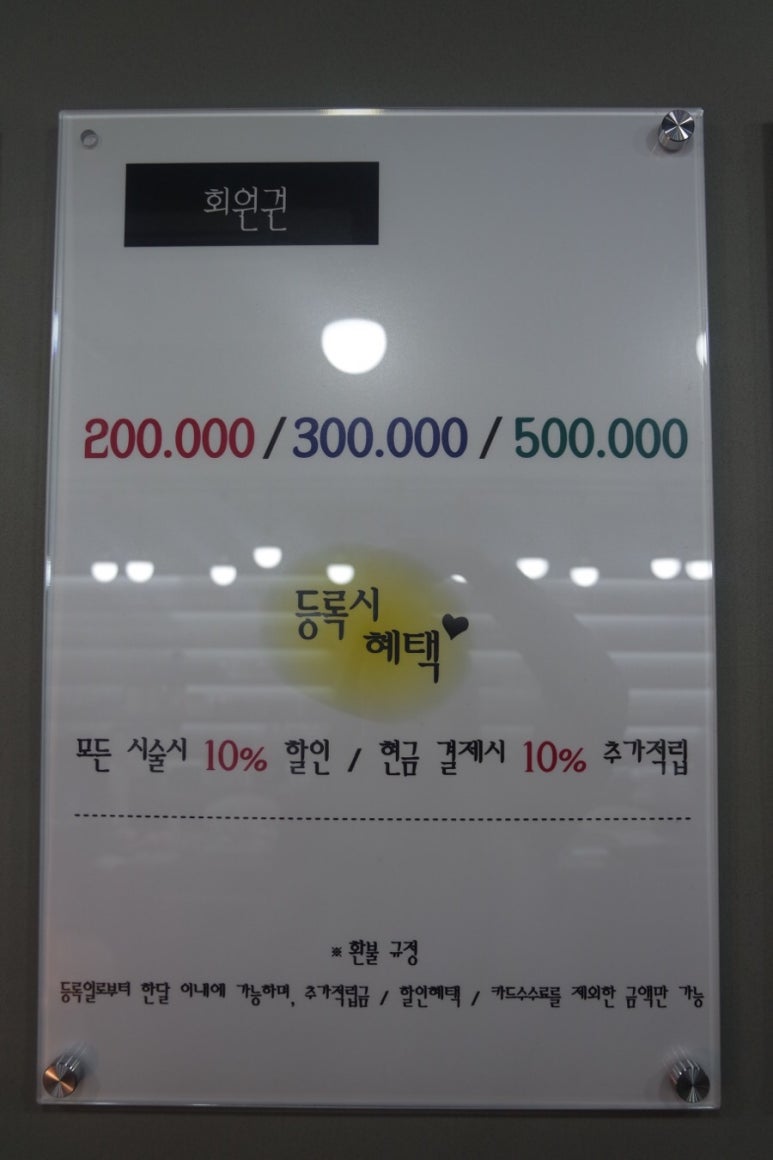 회원권
200.000 / 300.000 / 500.000
등록시
혜택♥
모든 시술시 10% 할인 / 현금 결제시 10% 추가적립
※ 환불 규정
등록일로부터 한달 이내에 가능하며, 추가적립금 / 할인혜택 / 카드수수료를 제외한 금액만 가능